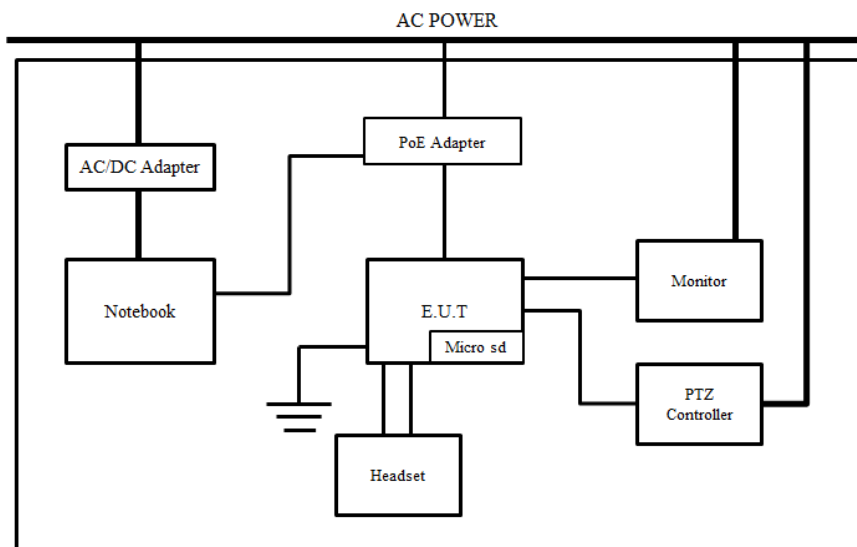 AC POWER
PoE Adapter
AC/DC Adapter
Notebook
E.U.T
Micro sd
Monitor
PTZ
Controller
Headset